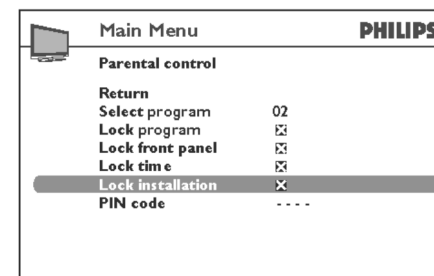 Main Menu PHILIPS
Parental control
Return
Select program 02
Lock program
Lock front panel
Lock time
Lock installation
PIN code - - - -